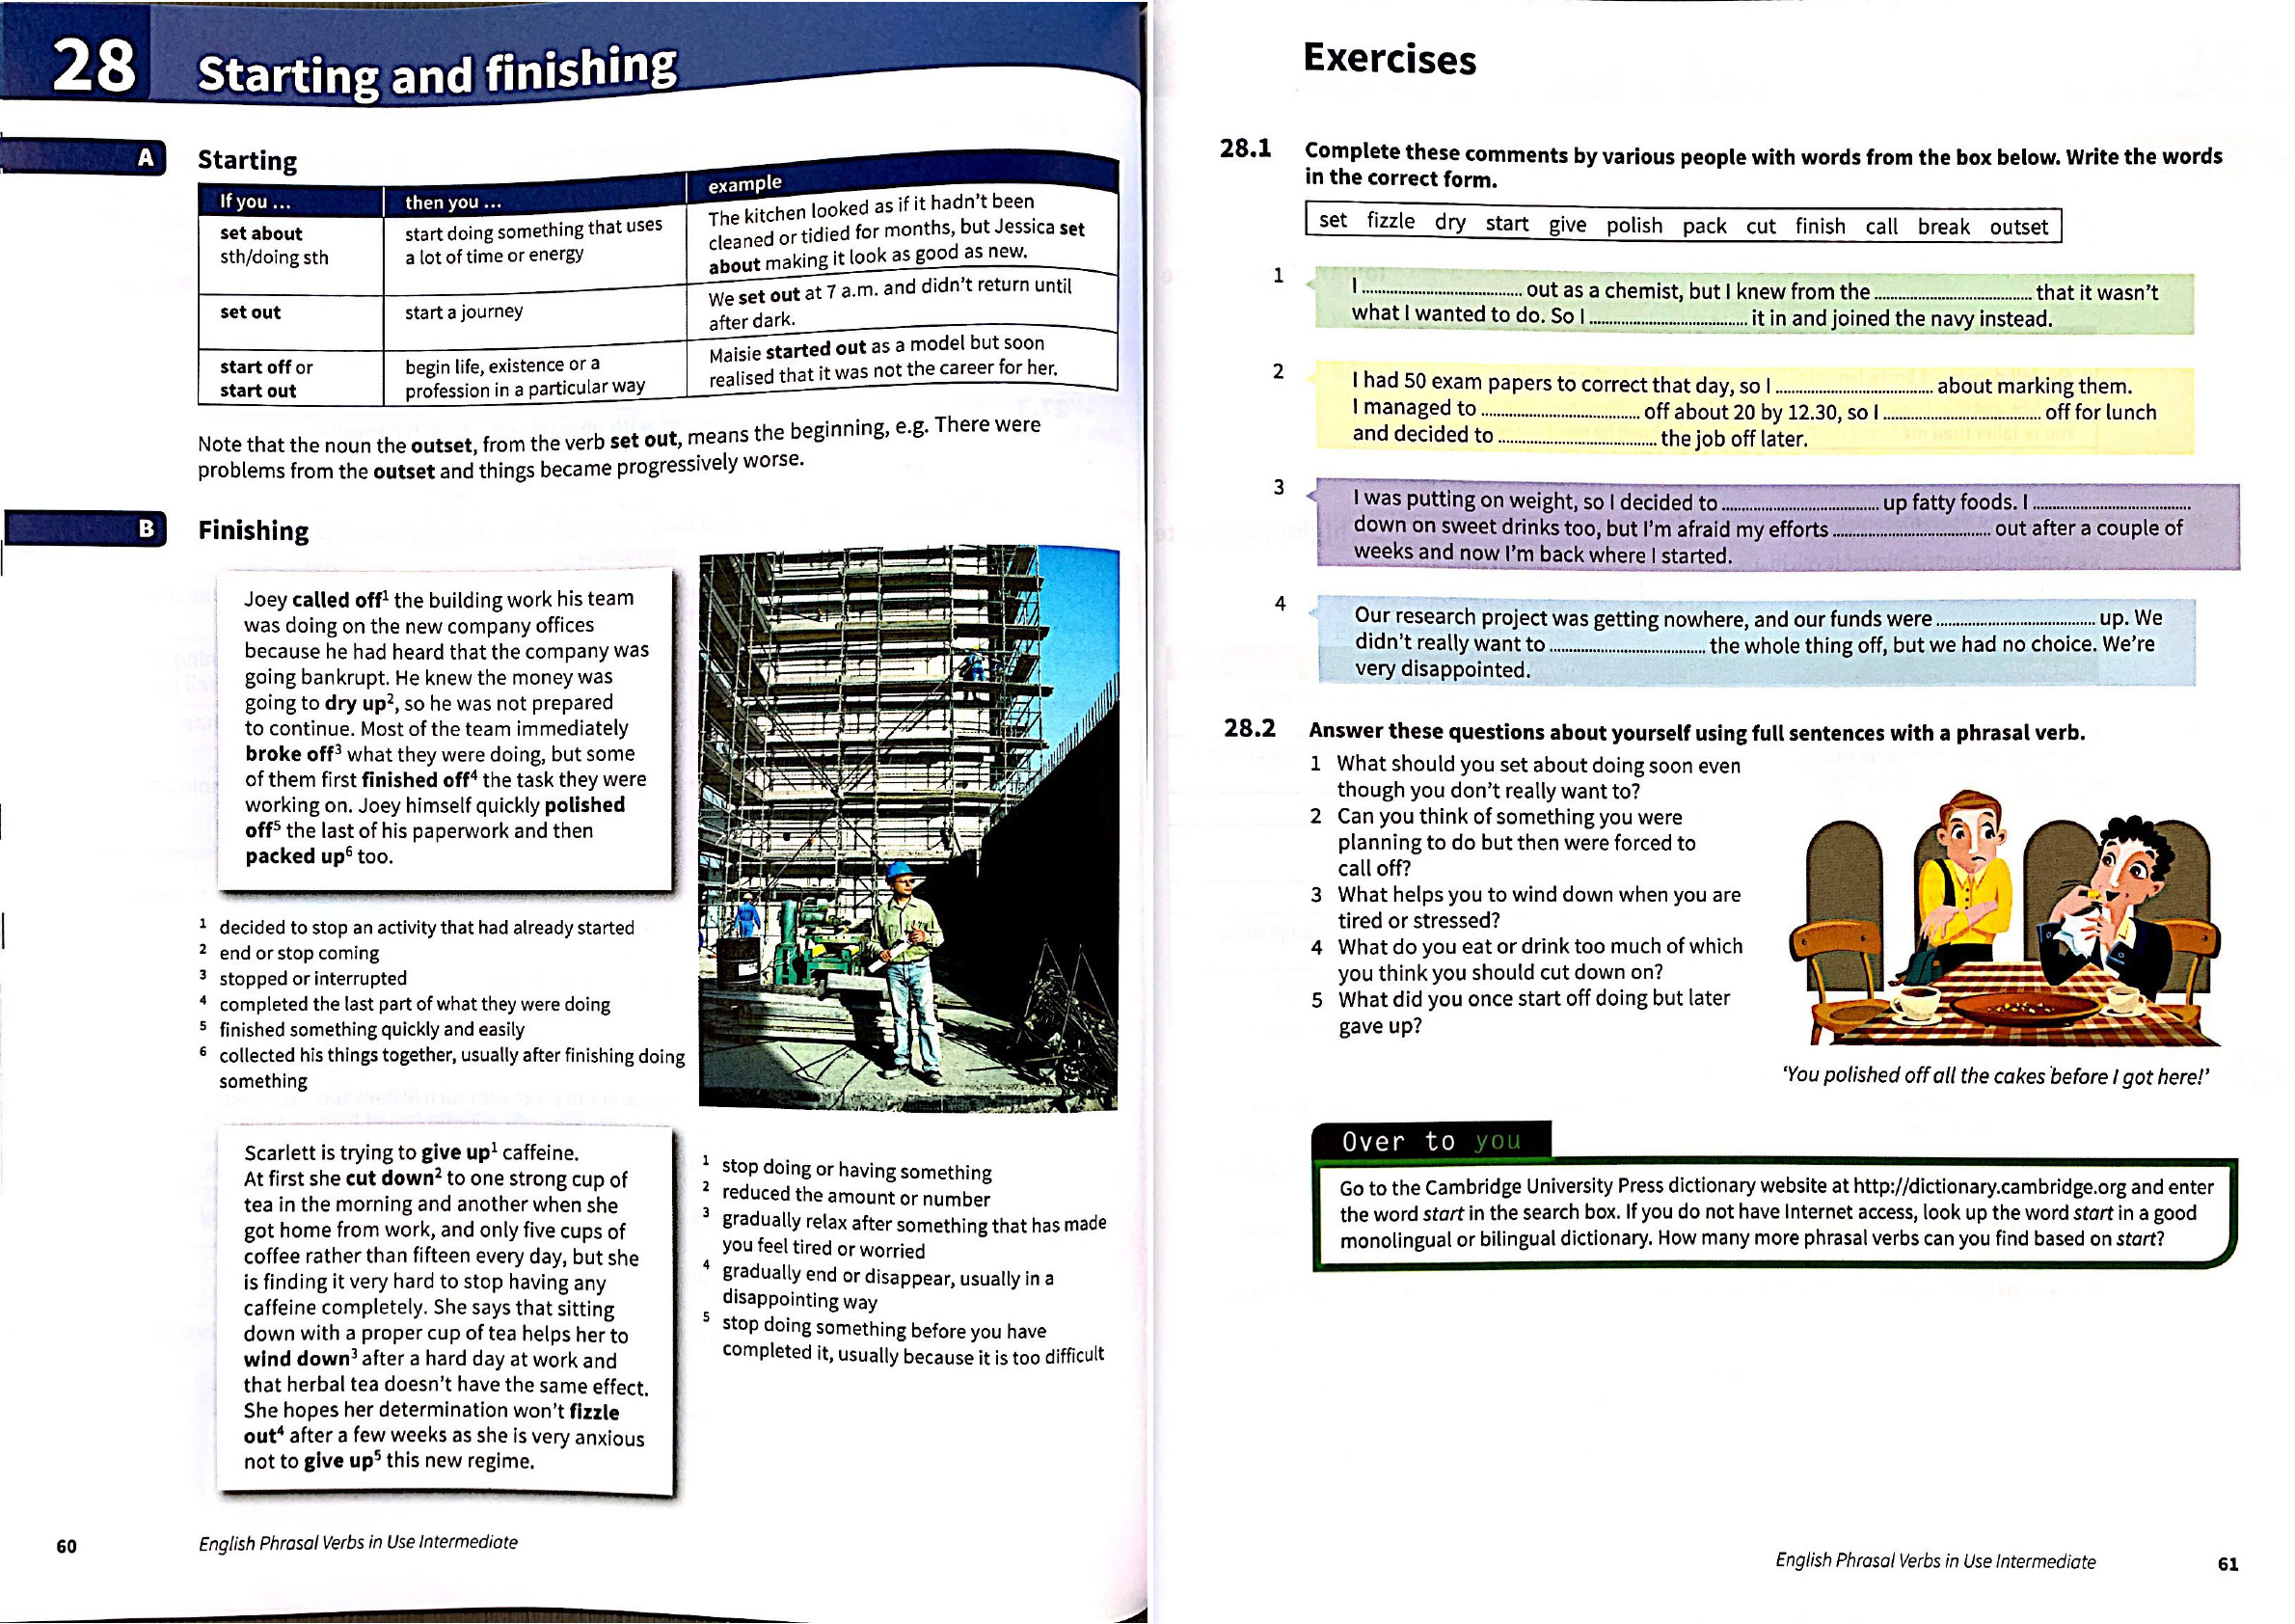 28
Starting and finishing
A
Starting
If you ...
then you ...
example
set about
sth/doing sth
start doing something that uses
a lot of time or energy
The kitchen looked as if it hadn't been
cleaned or tidied for months, but Jessica set
about making it look as good as new.
set out
start a journey
We set out at 7 a.m. and didn't return until
after dark.
start off or
start out
begin life, existence or a
profession in a particular way
Maisie started out as a model but soon
realised that it was not the career for her.
Note that the noun the outset, from the verb set out, means the beginning, e.g. There were
problems from the outset and things became progressively worse.
B
Finishing
Joey called off¹ the building work his team
was doing on the new company offices
because he had heard that the company was
going bankrupt. He knew the money was
going to dry up², so he was not prepared
to continue. Most of the team immediately
broke off³ what they were doing, but some
of them first finished off⁴ the task they were
working on. Joey himself quickly polished
off⁵ the last of his paperwork and then
packed up⁶ too.
1 decided to stop an activity that had already started
2 end or stop coming
3 stopped or interrupted
4 completed the last part of what they were doing
5 finished something quickly and easily
6 collected his things together, usually after finishing doing
something
Scarlett is trying to give up¹ caffeine.
At first she cut down² to one strong cup of
tea in the morning and another when she
got home from work, and only five cups of
coffee rather than fifteen every day, but she
is finding it very hard to stop having any
caffeine completely. She says that sitting
down with a proper cup of tea helps her to
wind down³ after a hard day at work and
that herbal tea doesn't have the same effect.
She hopes her determination won't fizzle
out⁴ after a few weeks as she is very anxious
not to give up⁵ this new regime.
1 stop doing or having something
2 reduced the amount or number
3 gradually relax after something that has made
you feel tired or worried
4 gradually end or disappear, usually in a
disappointing way
5 stop doing something before you have
completed it, usually because it is too difficult
60
English Phrasal Verbs in Use Intermediate
Exercises
28.1 Complete these comments by various people with words from the box below. Write the words
in the correct form.
set fizzle dry start give polish pack cut finish call break outset
1 I ........................ out as a chemist, but I knew from the ........................ that it wasn't
what I wanted to do. So I ........................ it in and joined the navy instead.
2 I had 50 exam papers to correct that day, so I ........................ about marking them.
I managed to ........................ off about 20 by 12.30, so I ........................ off for lunch
and decided to ........................ the job off later.
3 I was putting on weight, so I decided to ........................ up fatty foods. I ........................
down on sweet drinks too, but I'm afraid my efforts ........................ out after a couple of
weeks and now I'm back where I started.
4 Our research project was getting nowhere, and our funds were ........................ up. We
didn't really want to ........................ the whole thing off, but we had no choice. We're
very disappointed.
28.2 Answer these questions about yourself using full sentences with a phrasal verb.
1 What should you set about doing soon even
though you don't really want to?
2 Can you think of something you were
planning to do but then were forced to
call off?
3 What helps you to wind down when you are
tired or stressed?
4 What do you eat or drink too much of which
you think you should cut down on?
5 What did you once start off doing but later
gave up?
'You polished off all the cakes before I got here!'
Over to you
Go to the Cambridge University Press dictionary website at http://dictionary.cambridge.org and enter
the word start in the search box. If you do not have Internet access, look up the word start in a good
monolingual or bilingual dictionary. How many more phrasal verbs can you find based on start?
English Phrasal Verbs in Use Intermediate
61